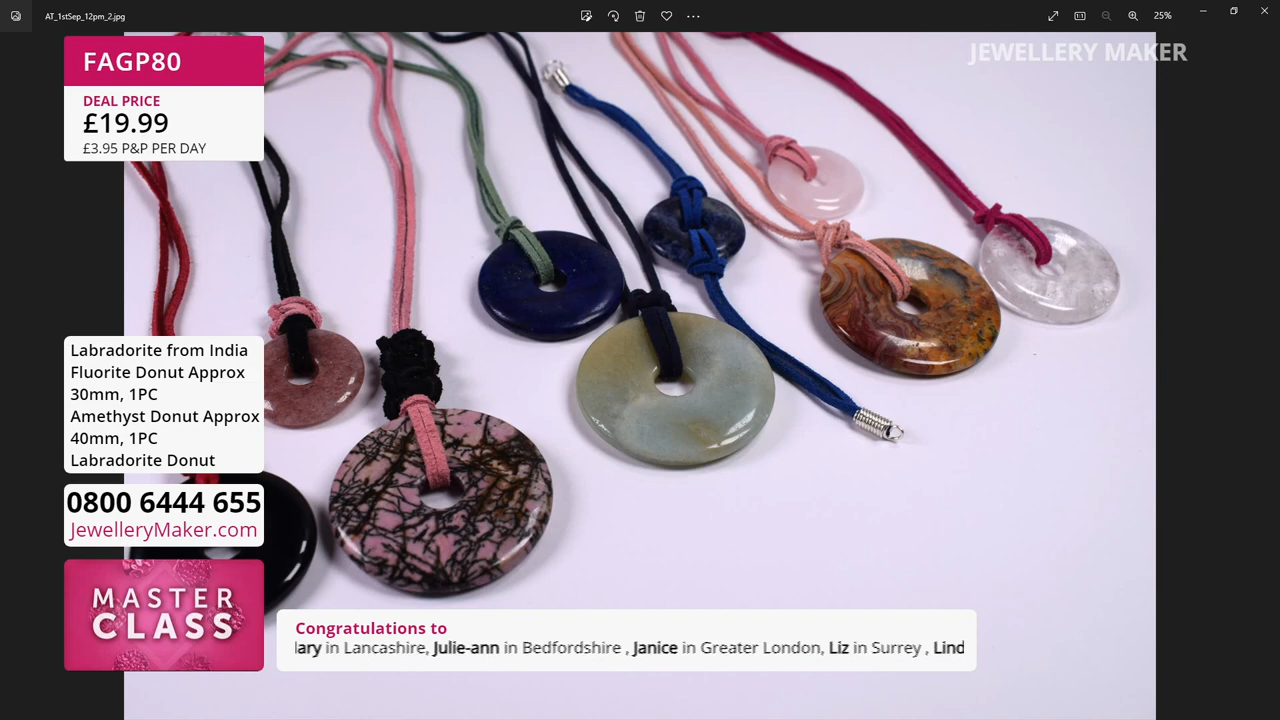 AT_1stSep_12pm_2.jpg
25%
JEWELLERY MAKER
FAGP80
DEAL PRICE
£19.99
£3.95 P&P PER DAY
Labradorite from India
Fluorite Donut Approx
30mm, 1PC
Amethyst Donut Approx
40mm, 1PC
Labradorite Donut
0800 6444 655
JewelleryMaker.com
MASTER
CLASS
Congratulations to
in Lancashire, Julie-ann in Bedfordshire , Janice in Greater London, Liz in Surrey ,